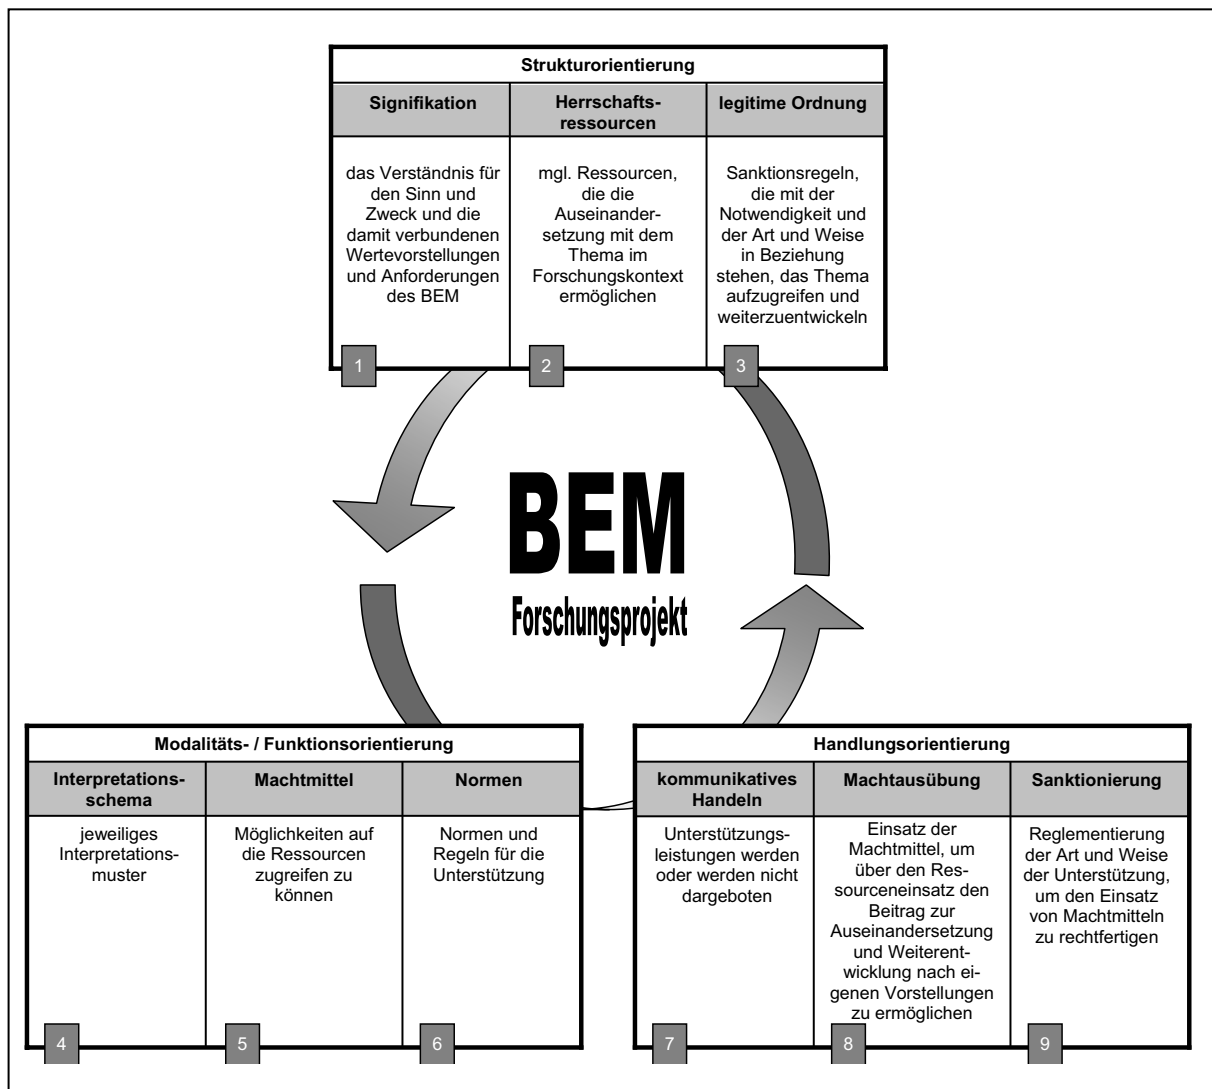 Strukturorientierung
Signifikation
Herrschafts-
ressourcen
legitime Ordnung
das Verständnis für
den Sinn und
Zweck und die
damit verbundenen
Wertevorstellungen
und Anforderungen
des BEM
mgl. Ressourcen,
die die
Auseinander-
setzung mit dem
Thema im
Forschungskontext
ermöglichen
Sanktionsregeln,
die mit der
Notwendigkeit und
der Art und Weise
in Beziehung
stehen, das Thema
aufzugreifen und
weiterzuentwickeln
1
2
3
BEM
Forschungsprojekt
Modalitäts- / Funktionsorientierung
Interpretations-
schema
Machtmittel
Normen
jeweiliges
Interpretations-
muster
Möglichkeiten auf
die Ressourcen
zugreifen zu
können
Normen und
Regeln für die
Unterstützung
4
5
6
Handlungsorientierung
kommunikatives
Handeln
Machtausübung
Sanktionierung
Unterstützungs-
leistungen werden
oder werden nicht
dargeboten
Einsatz der
Machtmittel, um
über den Res-
sourceneinsatz den
Beitrag zur
Auseinandersetzung
und Weiterent-
wicklung nach ei-
genen Vorstellungen
zu ermöglichen
Reglementierung
der Art und Weise
der Unterstützung,
um den Einsatz
von Machtmitteln
zu rechtfertigen
7
8
9